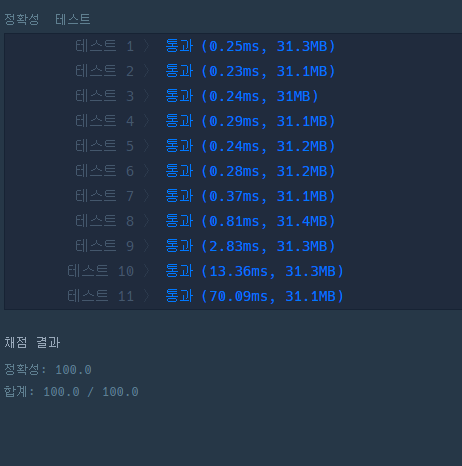 정확성  테스트
테스트 1 〉 통과 (0.25ms, 31.3MB)
테스트 2 〉 통과 (0.23ms, 31.1MB)
테스트 3 〉 통과 (0.24ms, 31MB)
테스트 4 〉 통과 (0.29ms, 31.1MB)
테스트 5 〉 통과 (0.24ms, 31.2MB)
테스트 6 〉 통과 (0.28ms, 31.2MB)
테스트 7 〉 통과 (0.37ms, 31.1MB)
테스트 8 〉 통과 (0.81ms, 31.4MB)
테스트 9 〉 통과 (2.83ms, 31.3MB)
테스트 10 〉 통과 (13.36ms, 31.3MB)
테스트 11 〉 통과 (70.09ms, 31.1MB)
채점 결과
정확성: 100.0
합계: 100.0 / 100.0